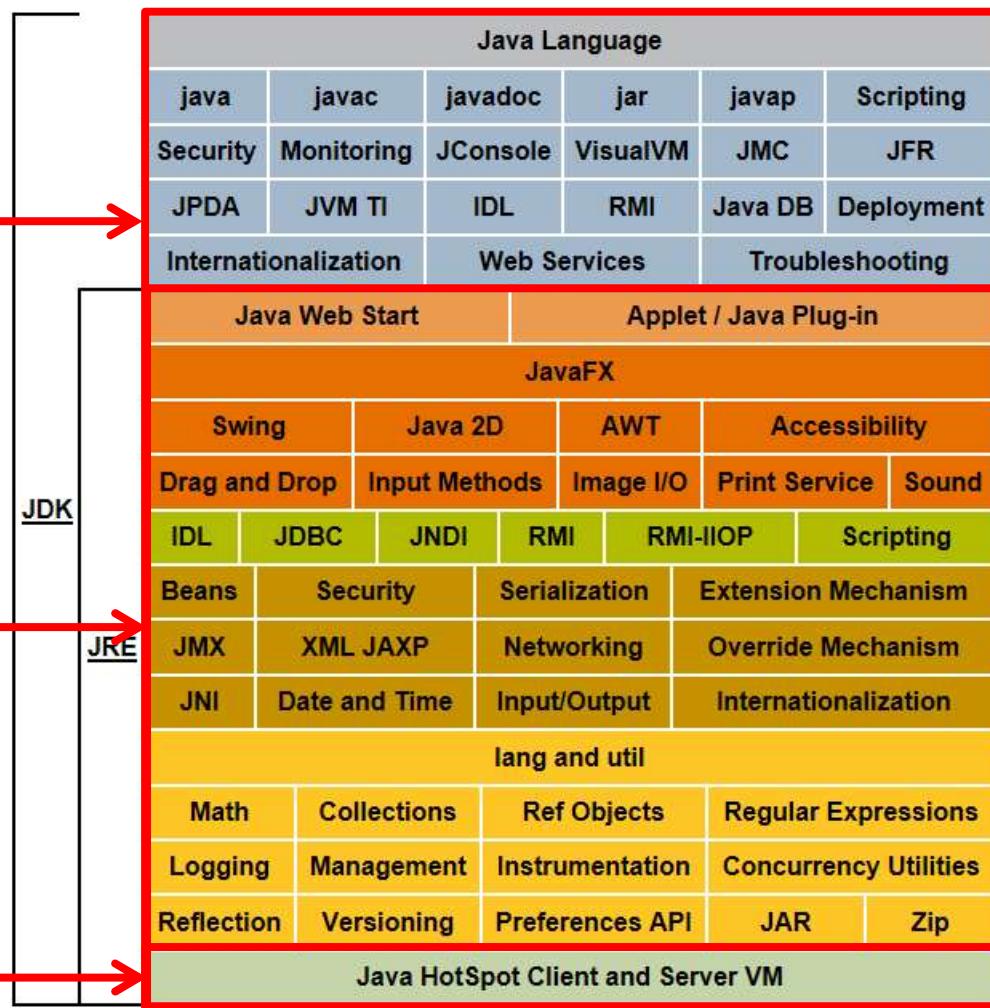 Java Language
java javac javadoc jar javap Scripting
Security Monitoring JConsole VisualVM JMC JFR
JPDA JVM TI IDL RMI Java DB Deployment
Internationalization Web Services Troubleshooting
Java Web Start Applet / Java Plug-in
JavaFX
Swing Java 2D AWT Accessibility
Drag and Drop Input Methods Image I/O Print Service Sound
JDK
IDL JDBC JNDI RMI RMI-IIOP Scripting
Beans Security Serialization Extension Mechanism
JRE JMX XML JAXP Networking Override Mechanism
JNI Date and Time Input/Output Internationalization
lang and util
Math Collections Ref Objects Regular Expressions
Logging Management Instrumentation Concurrency Utilities
Reflection Versioning Preferences API JAR Zip
Java HotSpot Client and Server VM